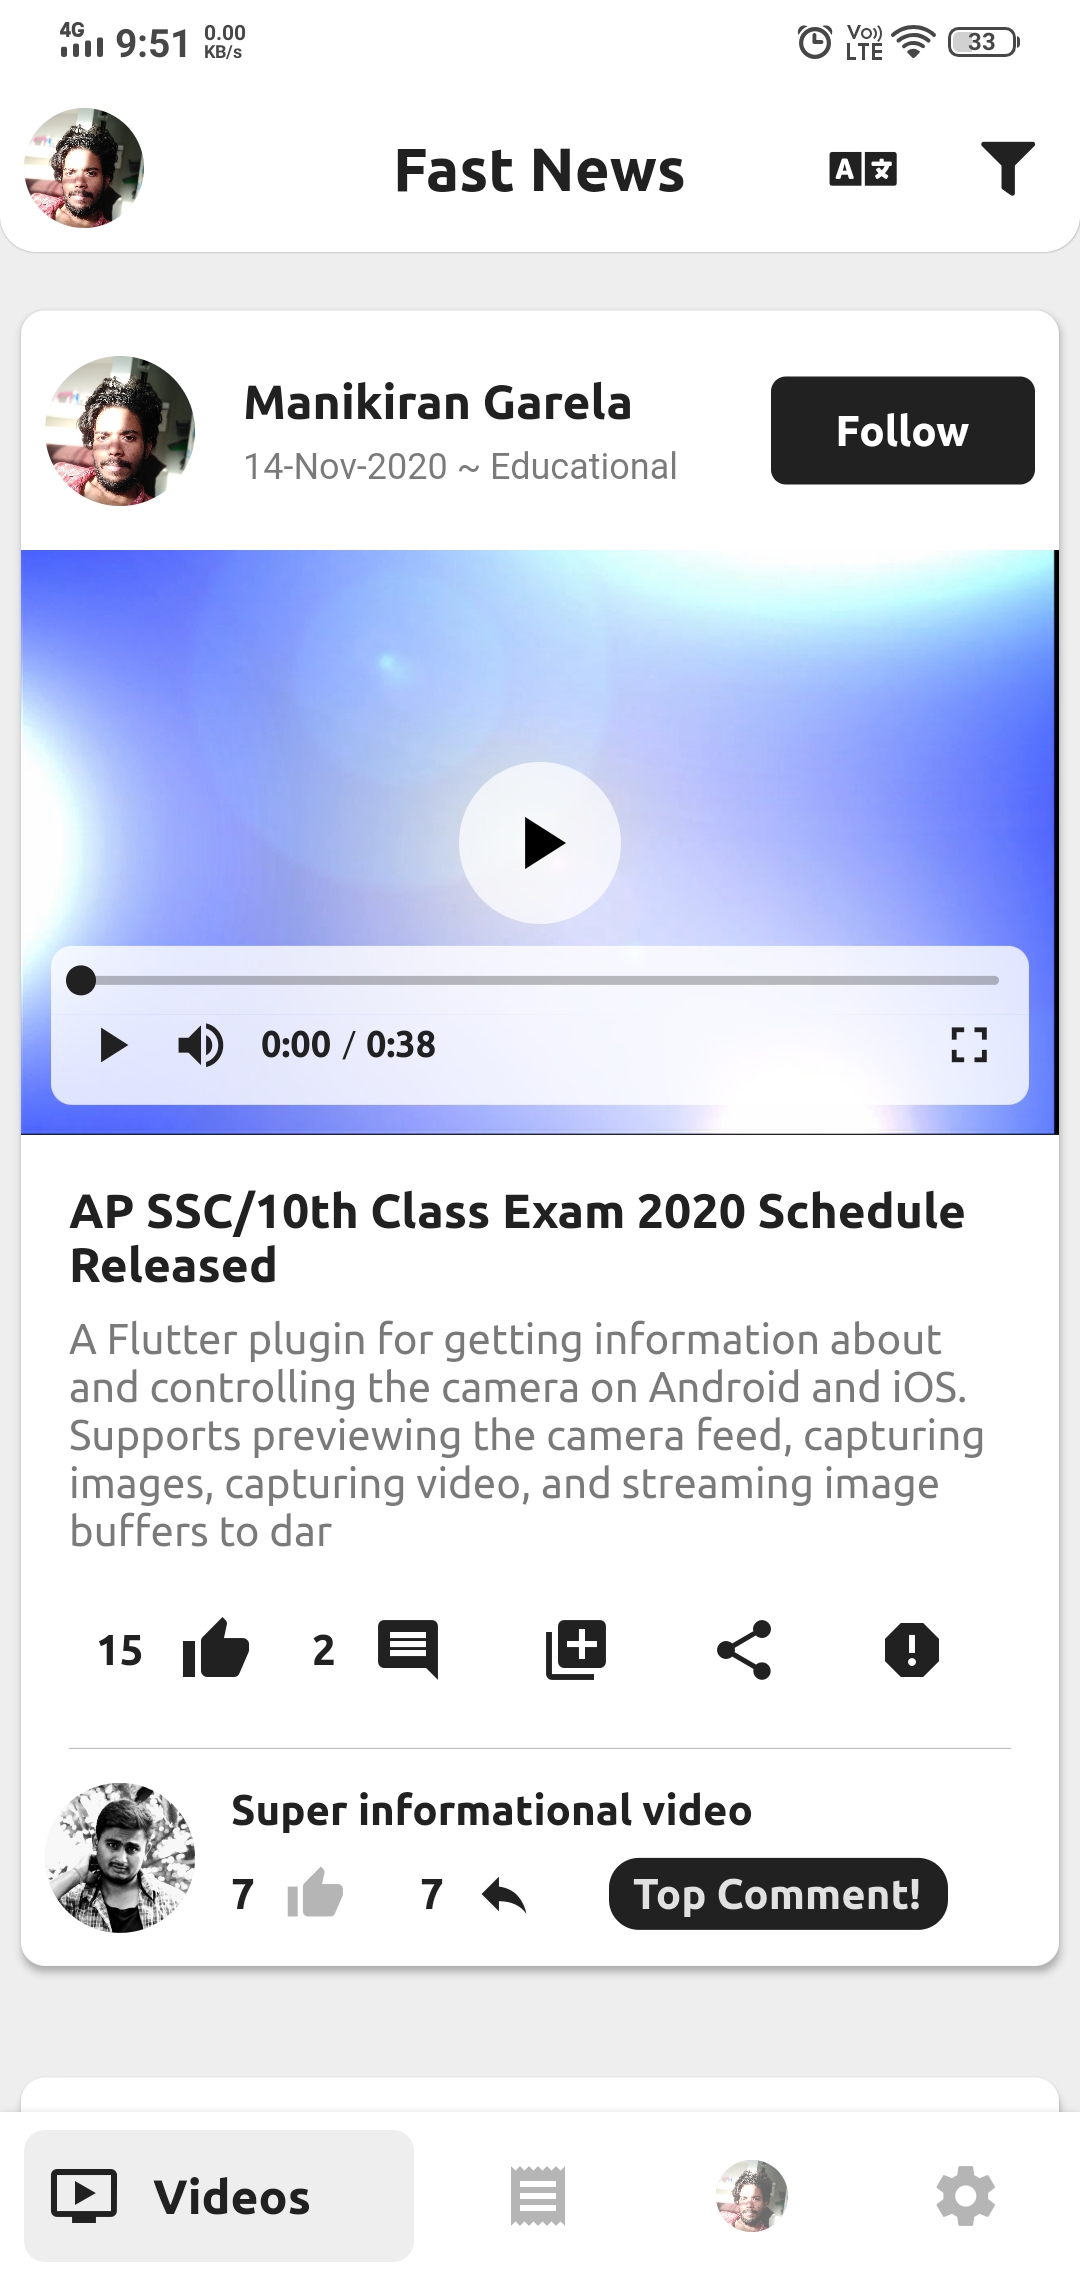 4G 9:51 0.00 KB/s Vo)) LTE 33
Fast News
Manikiran Garela
14-Nov-2020 ~ Educational
Follow
0:00 / 0:38
AP SSC/10th Class Exam 2020 Schedule
Released
A Flutter plugin for getting information about
and controlling the camera on Android and iOS.
Supports previewing the camera feed, capturing
images, capturing video, and streaming image
buffers to dar
15 2
Super informational video
7 7 Top Comment!
Videos